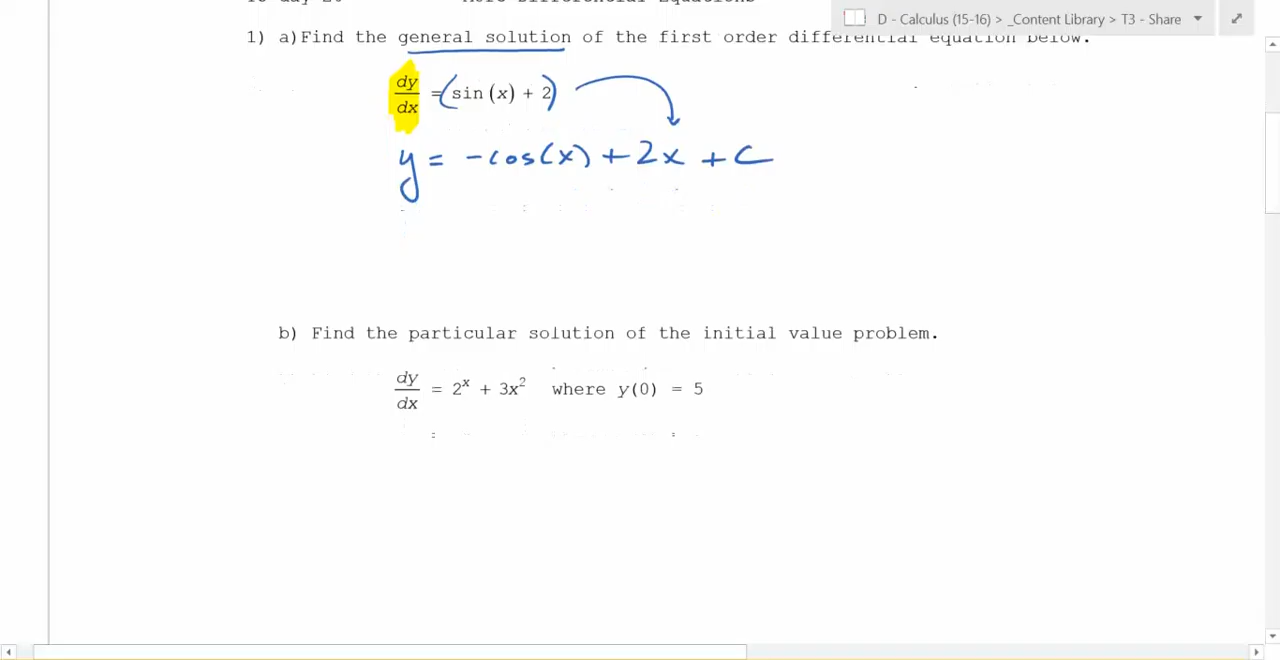 D - Calculus (15-16) > _Content Library > T3 - Share
1) a)Find the general solution of the first order differential equation below.
dy/dx = (sin(x) + 2)
y = -cos(x) + 2x + C
b) Find the particular solution of the initial value problem.
dy/dx = 2^x + 3x^2 where y(0) = 5